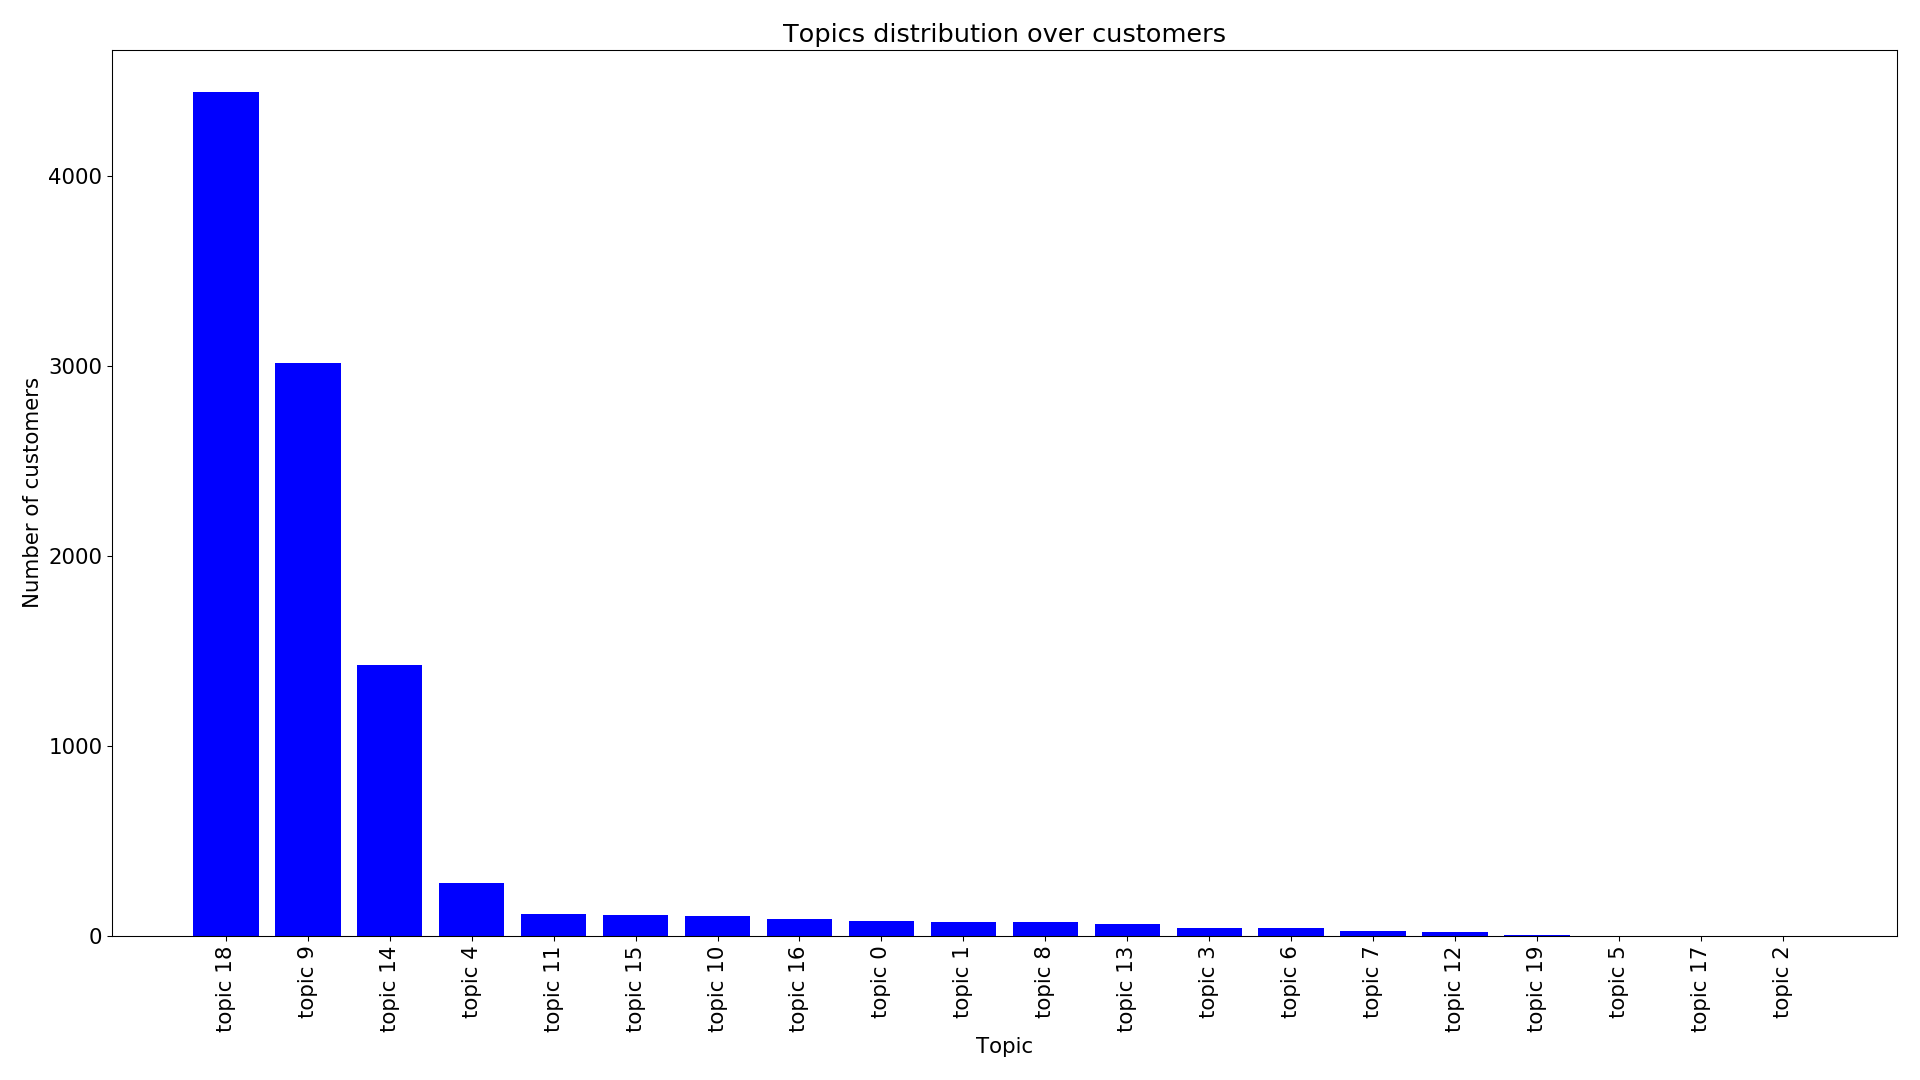 Topics distribution over customers
Number of customers
4000
3000
2000
1000
0
topic 18
topic 9
topic 14
topic 4
topic 11
topic 15
topic 10
topic 16
topic 0
topic 1
topic 8
topic 13
topic 3
topic 6
topic 7
topic 12
topic 19
topic 5
topic 17
topic 2
Topic